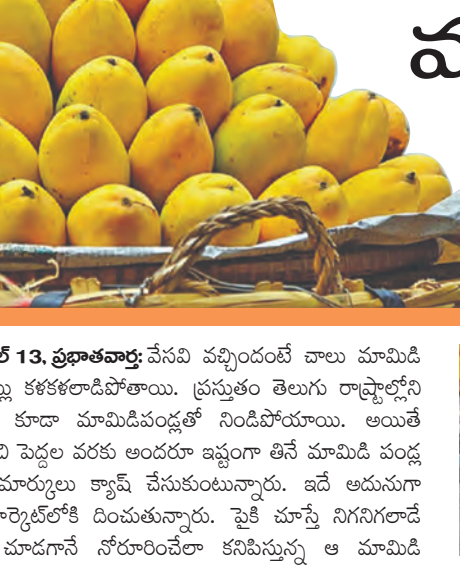 13, ప్రభాతవార్త: వేసవి వచ్చిందంటే చాలు మామిడి
కళకళలాడిపోతాయి. ప్రస్తుతం తెలుగు రాష్ట్రాల్లోని
కూడా మామిడిపండ్లతో నిండిపోయాయి. అయితే
పెద్దల వరకు అందరూ ఇష్టంగా తినే మామిడి పండ్ల
మార్కులు క్యాష్ చేసుకుంటున్నారు. ఇదే అదునుగా
దించుతున్నారు. పైకి చూస్తే నిగనిగలాడే
చూడగానే నోరూరించేలా కనిపిస్తున్న ఆ మామిడి